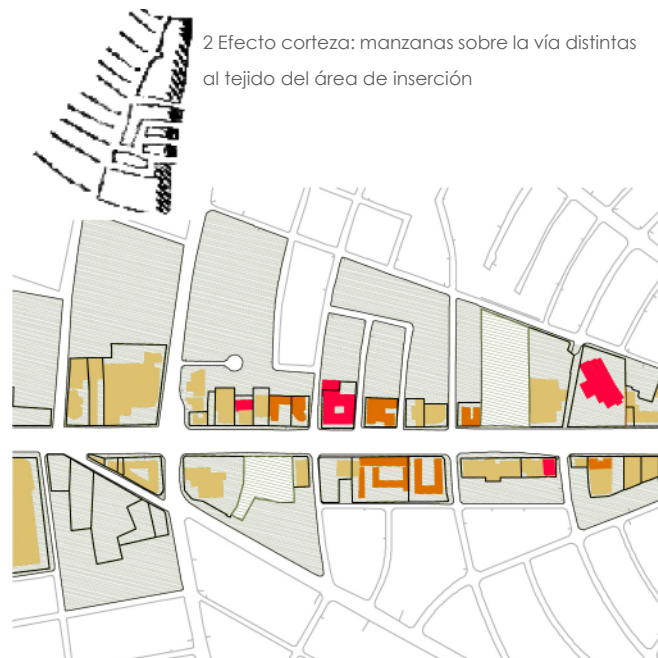 2 Efecto corteza: manzanas sobre la vía distintas
al tejido del área de inserción